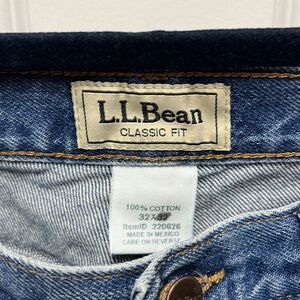 L.L.Bean
CLASSIC FIT
100% COTTON
32X32
ItemID 220626
MADE IN MEXICO
CARE ON REVERSE